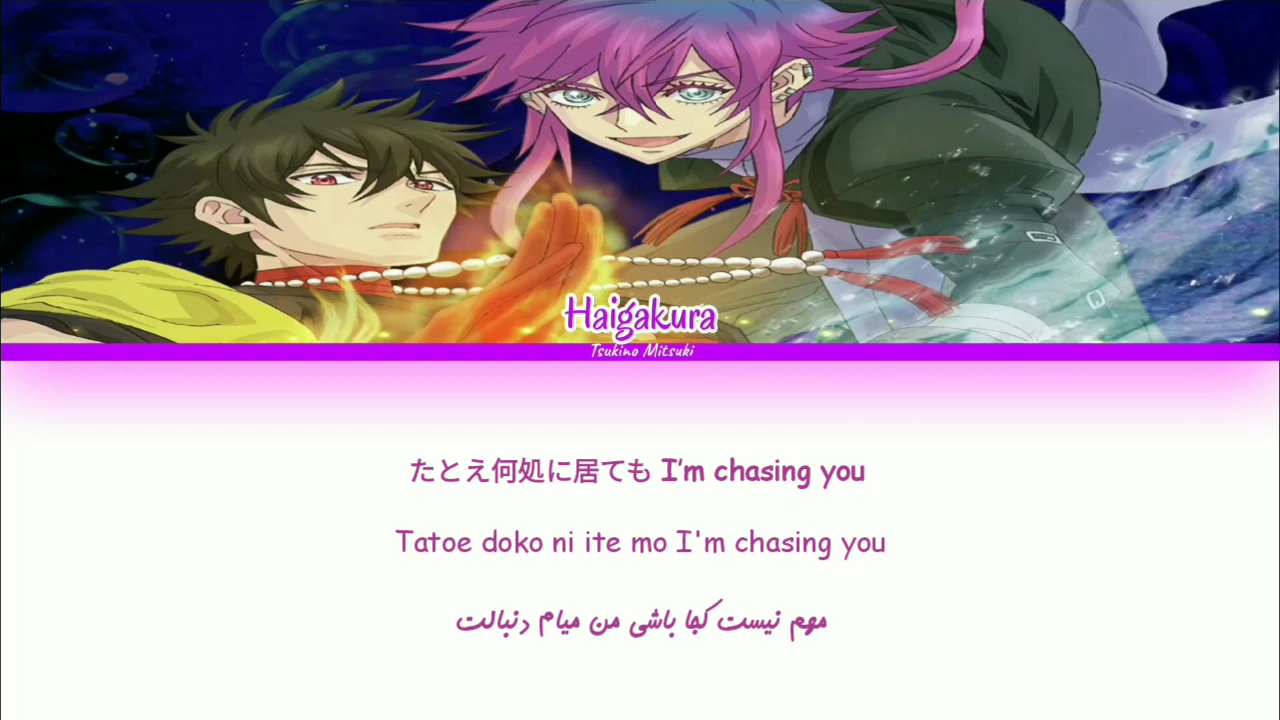 Haigakura
Tsukino Mitsuki
たとえ何処に居ても I'm chasing you
Tatoe doko ni ite mo I'm chasing you
مهم نیست کجا باشی من میام دنبالت